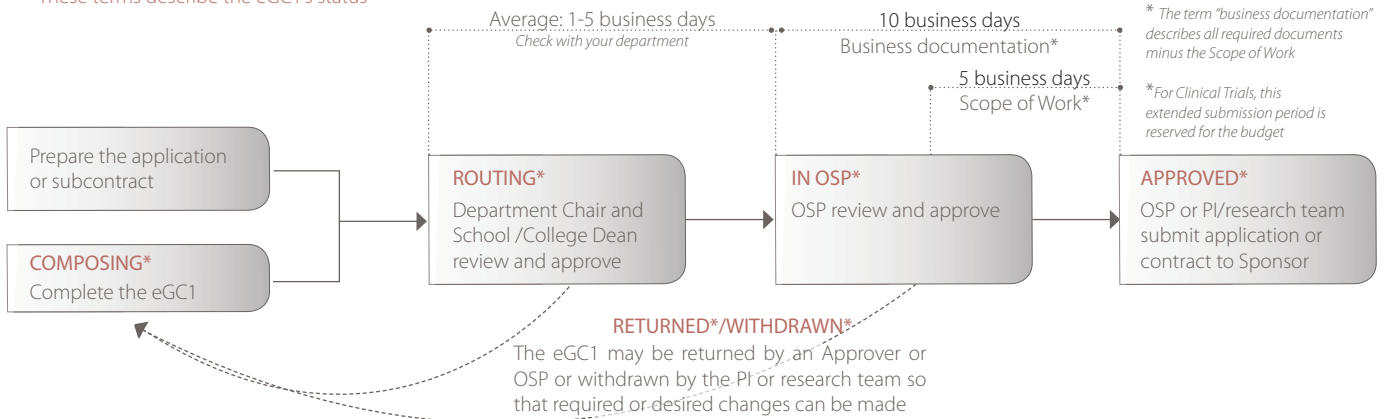 These terms describe the eGC1's status
Average: 1-5 business days
Check with your department
10 business days
Business documentation*
5 business days
Scope of Work*
* The term "business documentation"
describes all required documents
minus the Scope of Work
*For Clinical Trials, this
extended submission period is
reserved for the budget
Prepare the application
or subcontract
COMPOSING*
Complete the eGC1
ROUTING*
Department Chair and
School /College Dean
review and approve
IN OSP*
OSP review and approve
APPROVED*
OSP or PI/research team
submit application or
contract to Sponsor
RETURNED*/WITHDRAWN*
The eGC1 may be returned by an Approver or
OSP or withdrawn by the PI or research team so
that required or desired changes can be made